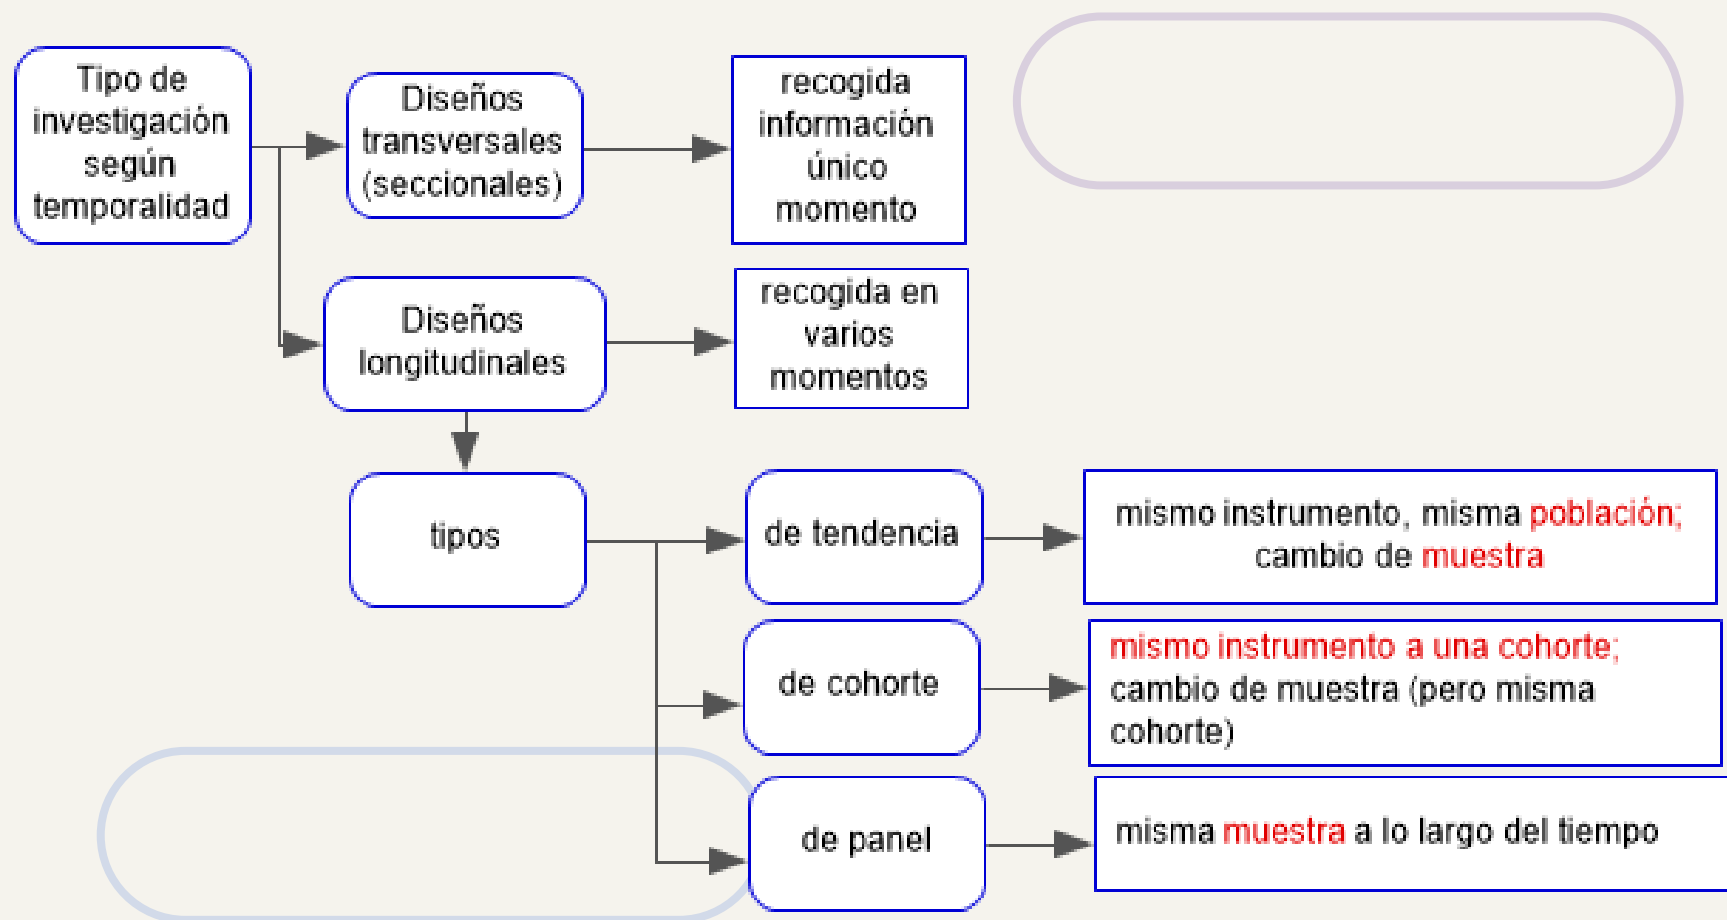 Tipo de
investigación
según
temporalidad
Diseños
transversales
(seccionales)
recogida
información
único
momento
Diseños
longitudinales
recogida en
varios
momentos
tipos
de tendencia
mismo instrumento, misma población;
cambio de muestra
de cohorte
mismo instrumento a una cohorte;
cambio de muestra (pero misma
cohorte)
de panel
misma muestra a lo largo del tiempo